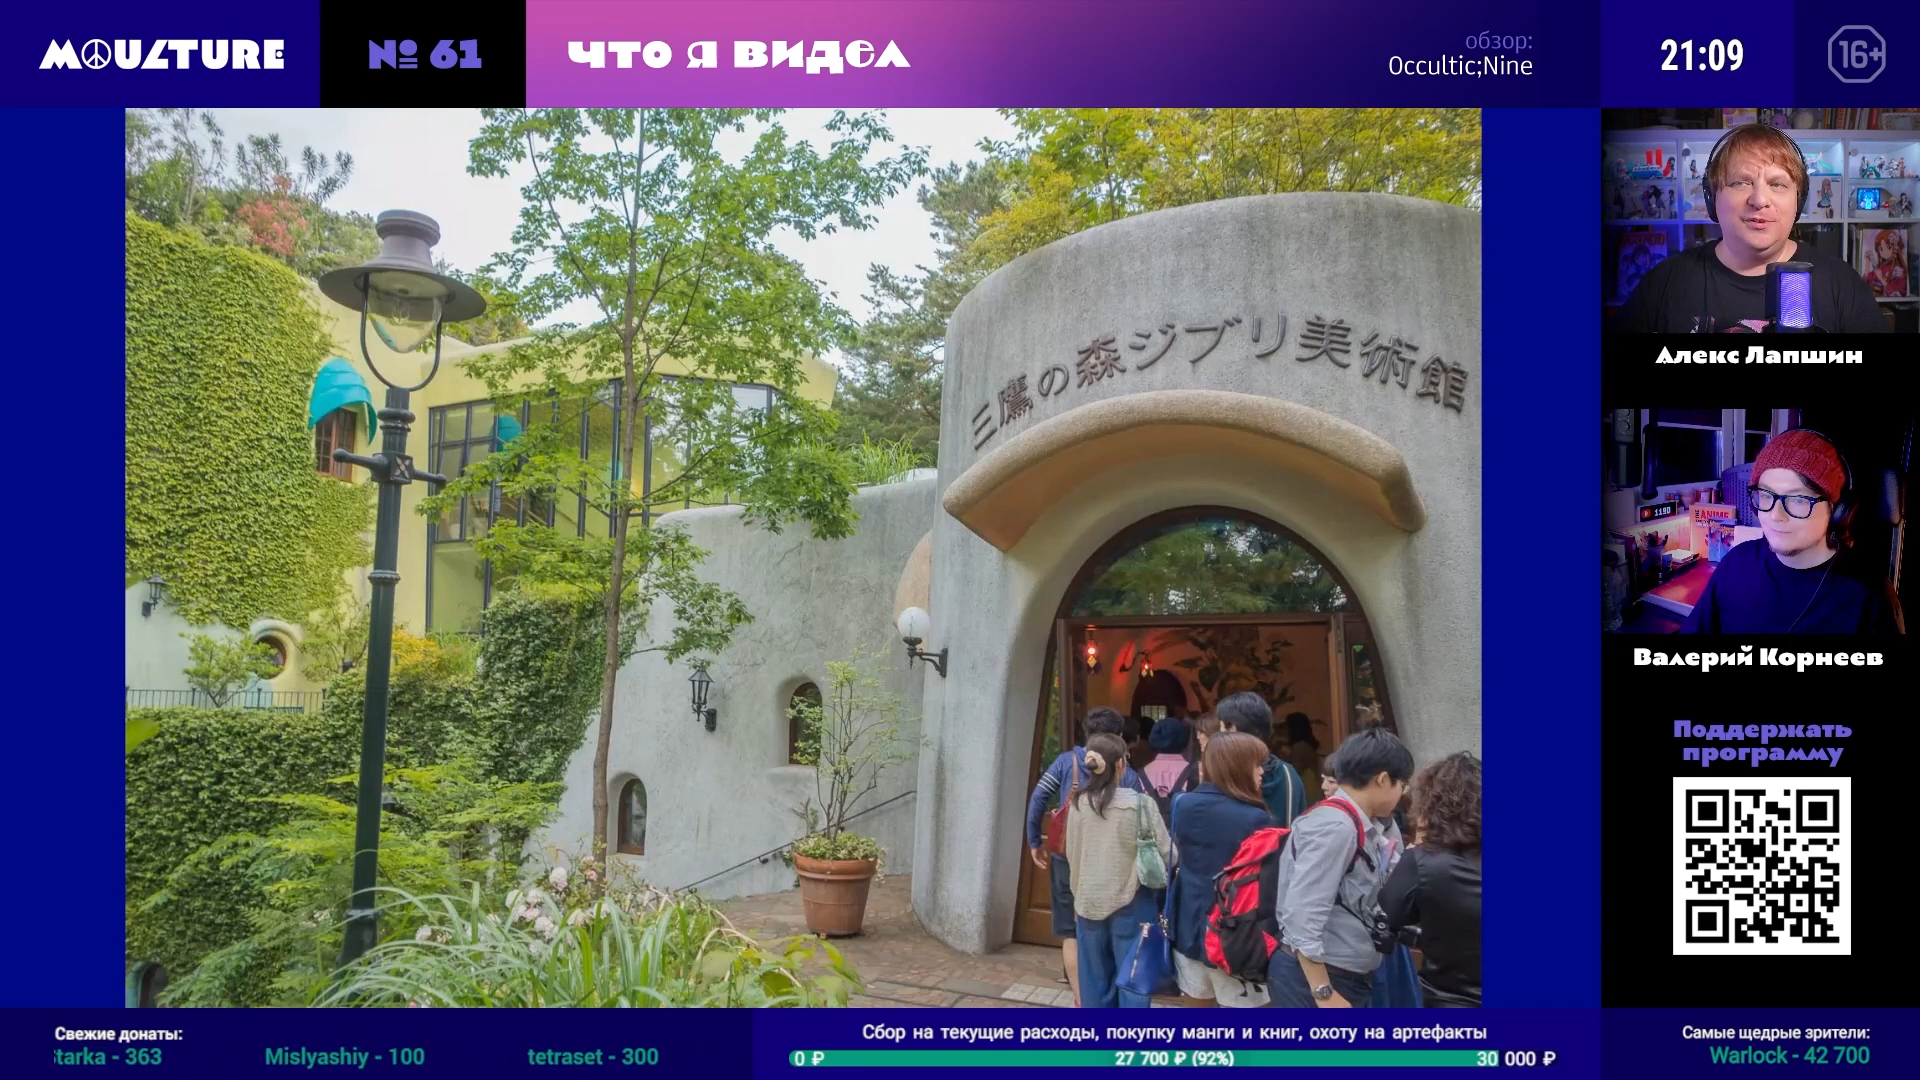 MOULTURE
№ 61
ЧТО Я ВИДЕЛ
обзор:
Occultic;Nine
21:09
16+
三鷹の森ジブリ美術館
Алекс Лапшин
1190
ANIME
Валерий Корнеев
Поддержать
программу
Свежие донаты:
tarka - 363
Mislyashiy - 100
tetraset - 300
Сбор на текущие расходы, покупку манги и книг, охоту на артефакты
0 ₽
27 700 ₽ (92%)
30 000 ₽
Самые щедрые зрители:
Warlock - 42 700